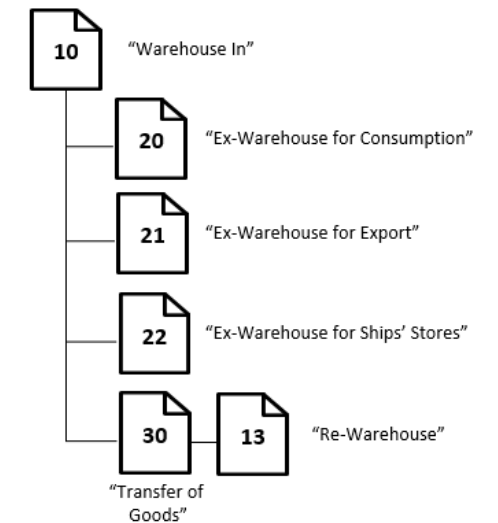 10 “Warehouse In”
20 “Ex-Warehouse for Consumption”
21 “Ex-Warehouse for Export”
22 “Ex-Warehouse for Ships’ Stores”
30 13 “Re-Warehouse”
“Transfer of
Goods”